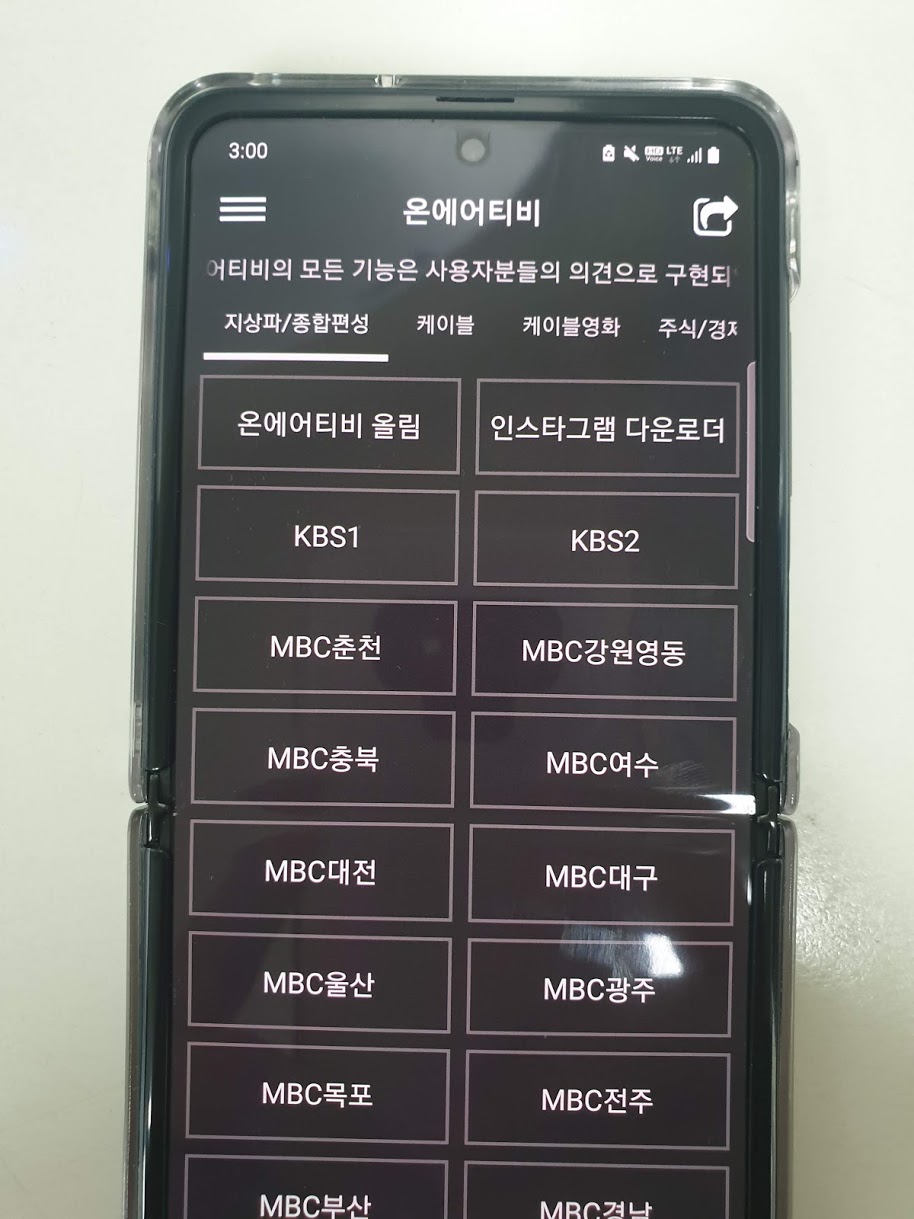 3:00
LTE
Voice
온에어티비
어티비의 모든 기능은 사용자분들의 의견으로 구현되
지상파/종합편성 케이블 케이블영화 주식/경제
온에어티비 올림 인스타그램 다운로더
KBS1 KBS2
MBC춘천 MBC강원영동
MBC충북 MBC여수
MBC대전 MBC대구
MBC울산 MBC광주
MBC목포 MBC전주
MBC부산 MBC경남